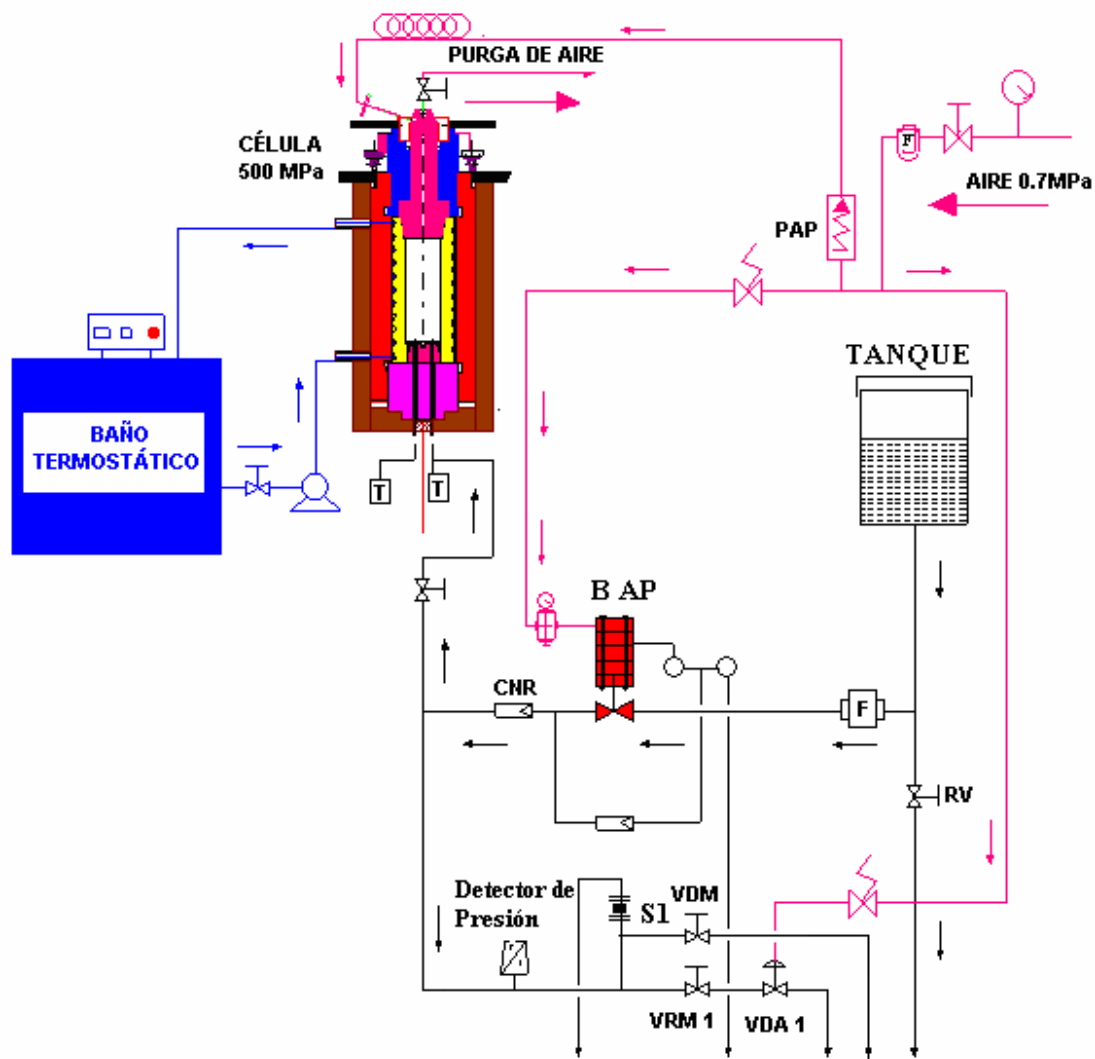 PURGA DE AIRE
CÉLULA
500 MPa
F
AIRE 0.7MPa
PAP
TANQUE
BAÑO
TERMOSTÁTICO
T
T
B AP
CNR
F
RV
Detector de
Presión
S1
VDM
VRM 1
VDA 1